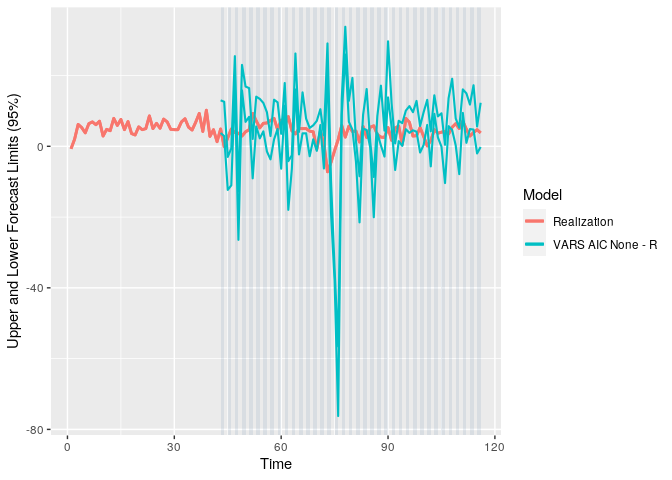 Upper and Lower Forecast Limits (95%)
0
-40
-80
0
30
60
90
120
Time
Model
Realization
VARS AIC None - R